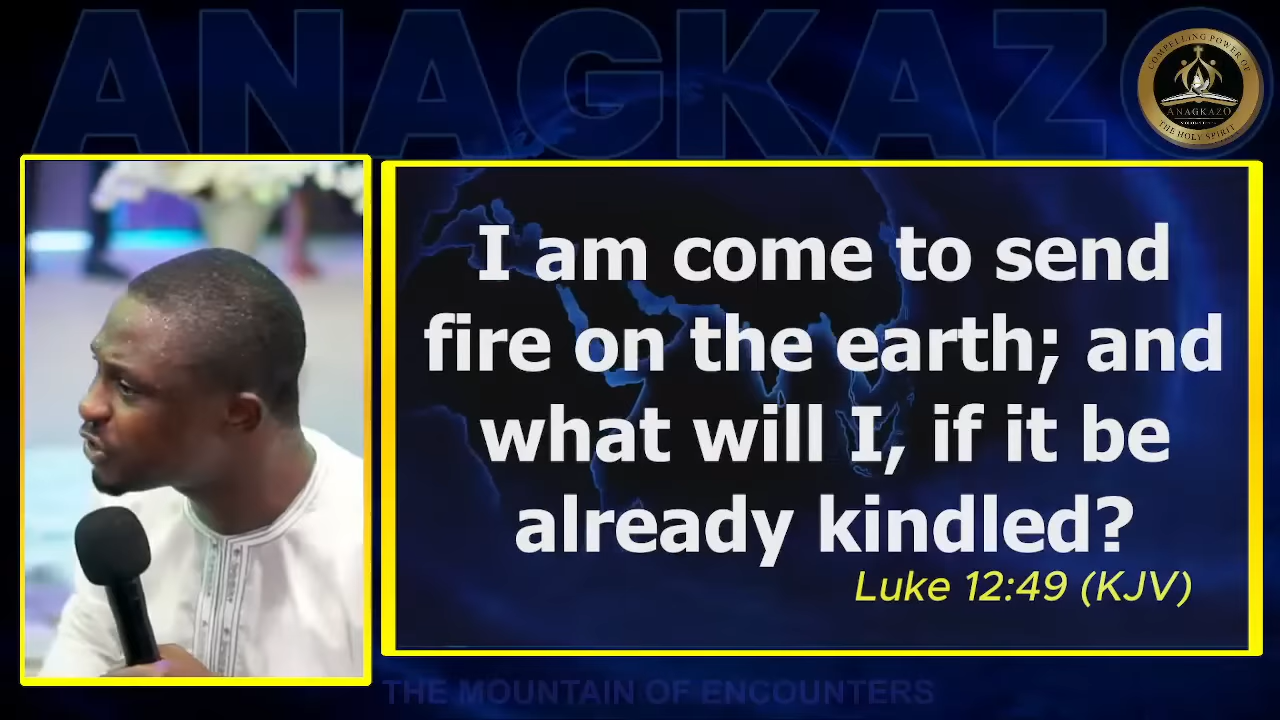 ANAGKAZO
COMPELLING POWER OF
ANAGKAZO
THE HOLY SPIRIT
I am come to send
fire on the earth; and
what will I, if it be
already kindled?
Luke 12:49 (KJV)
THE MOUNTAIN OF ENCOUNTERS